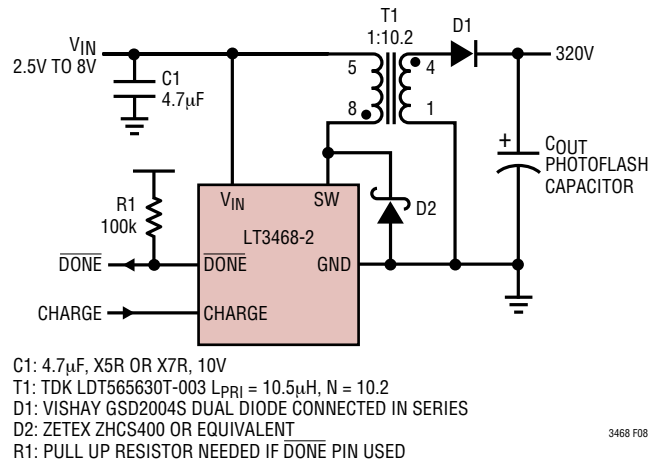 T1
1:10.2
D1
VIN
2.5V TO 8V
C1
4.7µF
5
4
8
1
320V
+
COUT
PHOTOFLASH
CAPACITOR
R1
100k
VIN
SW
D2
LT3468-2
DONE
DONE
GND
CHARGE
CHARGE
C1: 4.7µF, X5R OR X7R, 10V
T1: TDK LDT565630T-003 LPRI = 10.5µH, N = 10.2
D1: VISHAY GSD2004S DUAL DIODE CONNECTED IN SERIES
D2: ZETEX ZHCS400 OR EQUIVALENT
R1: PULL UP RESISTOR NEEDED IF DONE PIN USED
3468 F08